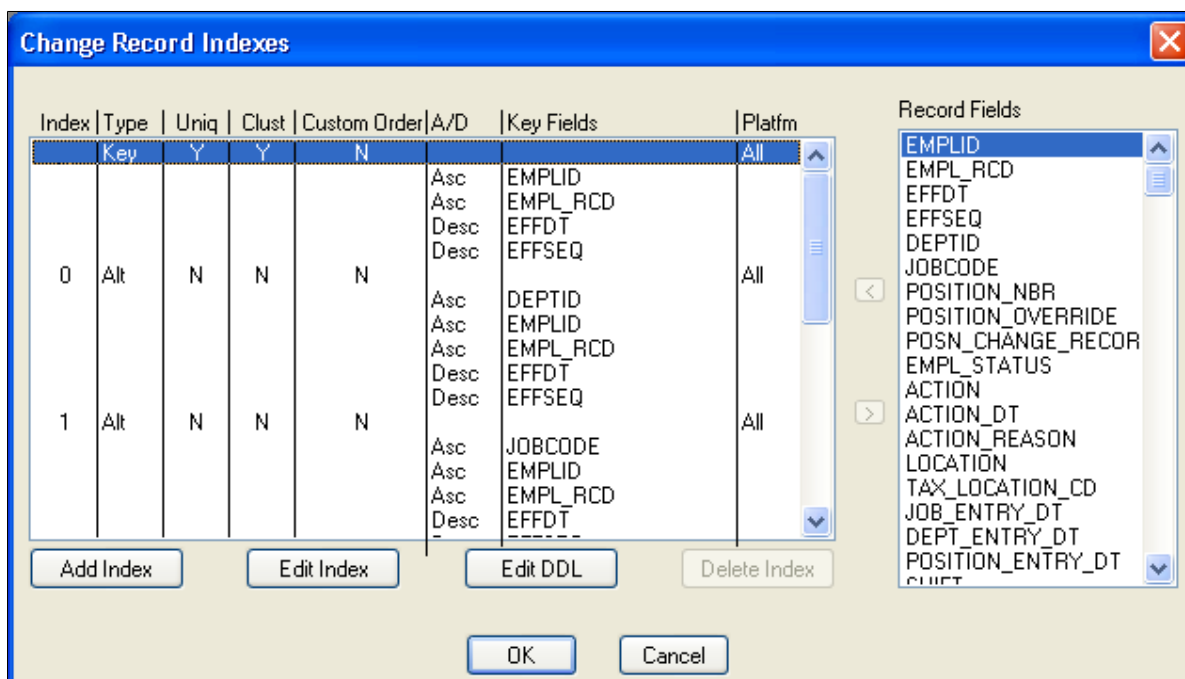 Change Record Indexes
Index Type Uniq Clust Custom Order A/D Key Fields Platfm
Key Y Y N All
Asc EMPLID
Asc EMPL_RCD
Desc EFFDT
Desc EFFSEQ
0 Alt N N N All
Asc DEPTID
Asc EMPLID
Asc EMPL_RCD
Desc EFFDT
Desc EFFSEQ
1 Alt N N N All
Asc JOBCODE
Asc EMPLID
Asc EMPL_RCD
Desc EFFDT
Record Fields
EMPLID
EMPL_RCD
EFFDT
EFFSEQ
DEPTID
JOBCODE
POSITION_NBR
POSITION_OVERRIDE
POSN_CHANGE_RECOR
EMPL_STATUS
ACTION
ACTION_DT
ACTION_REASON
LOCATION
TAX_LOCATION_CD
JOB_ENTRY_DT
DEPT_ENTRY_DT
POSITION_ENTRY_DT
<
>
Add Index Edit Index Edit DDL Delete Index
OK Cancel